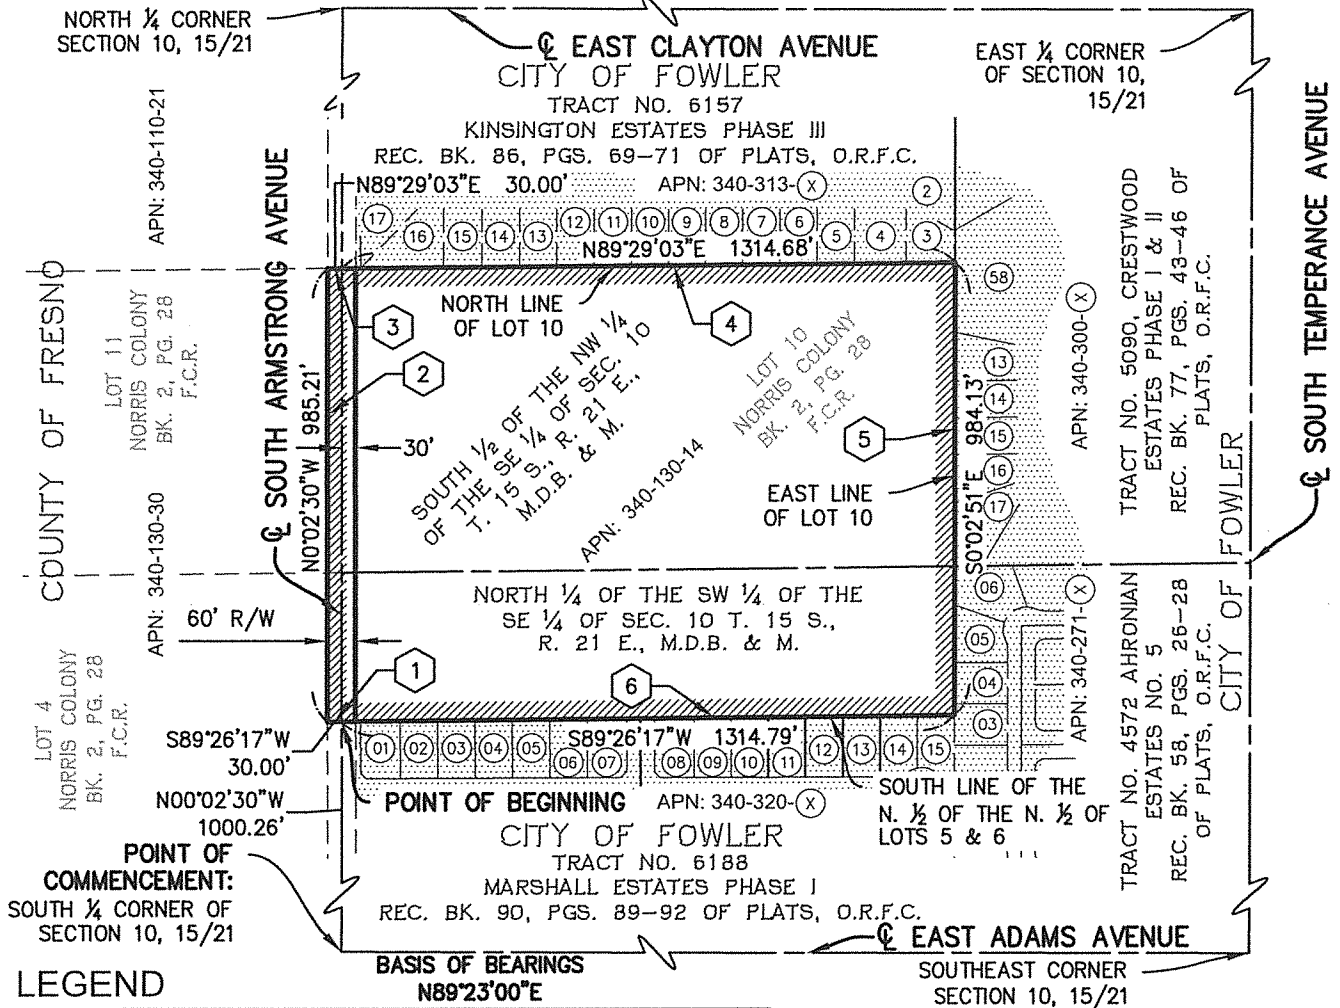 NORTH ¼ CORNER
SECTION 10, 15/21
℄ EAST CLAYTON AVENUE
EAST ¼ CORNER
OF SECTION 10,
15/21
CITY OF FOWLER
TRACT NO. 6157
KINSINGTON ESTATES PHASE III
REC. BK. 86, PGS. 69-71 OF PLATS, O.R.F.C.
N89°29'03"E 30.00'
APN: 340-313-X
2
17
16
15
14
13
12
11
10
9
8
7
6
5
4
3
N89°29'03"E 1314.68'
APN: 340-110-21
℄ SOUTH ARMSTRONG AVENUE
COUNTY OF FRESNO
LOT 11
NORRIS COLONY
BK. 2, PG. 28
F.C.R.
APN: 340-130-30
LOT 4
NORRIS COLONY
BK. 2, PG. 28
F.C.R.
N0°02'30"W 985.21'
30'
60' R/W
NORTH LINE
OF LOT 10
3
2
4
5
1
6
SOUTH ½ OF THE NW ¼
OF THE SE ¼ OF SEC. 10
T. 15 S., R. 21 E.,
M.D.B. & M.
APN: 340-130-14
LOT 10
NORRIS COLONY
BK. 2, PG. 28
F.C.R.
EAST LINE
OF LOT 10
S0°02'51"E 984.13'
58
13
14
15
16
17
APN: 340-300-X
TRACT NO. 5090, CRESTWOOD
ESTATES PHASE I & II
REC. BK. 77, PGS. 43-46 OF
PLATS, O.R.F.C.
℄ SOUTH TEMPERANCE AVENUE
CITY OF FOWLER
NORTH ¼ OF THE SW ¼ OF THE
SE ¼ OF SEC. 10 T. 15 S.,
R. 21 E., M.D.B. & M.
06
05
04
03
APN: 340-271-X
TRACT NO. 4572 AHRONIAN
ESTATES NO. 5
REC. BK. 58, PGS. 26-28
OF PLATS, O.R.F.C.
S89°26'17"W
30.00'
S89°26'17"W 1314.79'
01
02
03
04
05
06
07
08
09
10
11
12
13
14
15
N00°02'30"W
1000.26'
POINT OF BEGINNING
APN: 340-320-X
SOUTH LINE OF THE
N. ½ OF THE N. ½ OF
LOTS 5 & 6
CITY OF FOWLER
TRACT NO. 6188
MARSHALL ESTATES PHASE I
REC. BK. 90, PGS. 89-92 OF PLATS, O.R.F.C.
POINT OF
COMMENCEMENT:
SOUTH ¼ CORNER OF
SECTION 10, 15/21
℄ EAST ADAMS AVENUE
BASIS OF BEARINGS
N89°23'00"E
SOUTHEAST CORNER
SECTION 10, 15/21
LEGEND